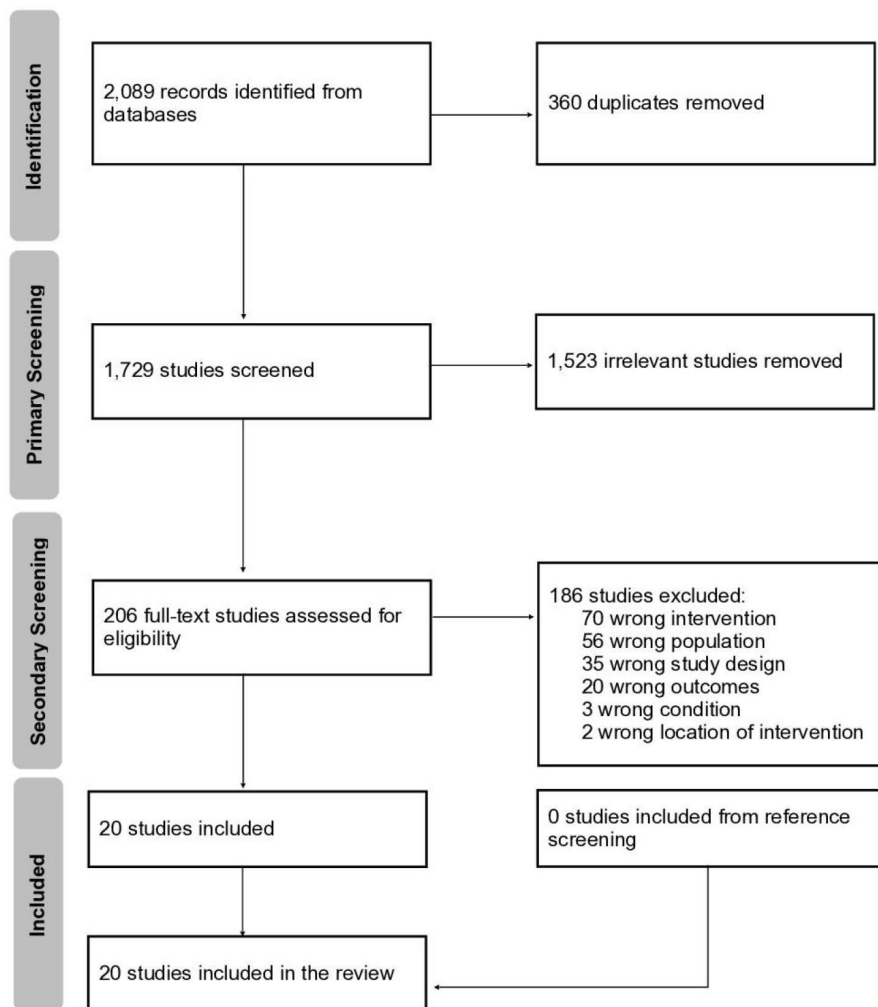 Identification
2,089 records identified from
databases
360 duplicates removed
Primary Screening
1,729 studies screened
1,523 irrelevant studies removed
Secondary Screening
206 full-text studies assessed for
eligibility
186 studies excluded:
70 wrong intervention
56 wrong population
35 wrong study design
20 wrong outcomes
3 wrong condition
2 wrong location of intervention
Included
20 studies included
0 studies included from reference
screening
20 studies included in the review